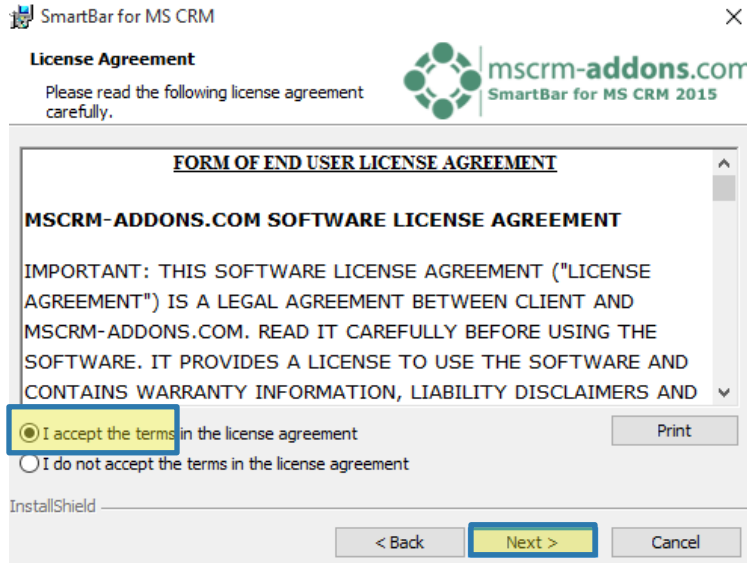 SmartBar for MS CRM
License Agreement
Please read the following license agreement
carefully.
mscrm-addons.com
SmartBar for MS CRM 2015
FORM OF END USER LICENSE AGREEMENT
MSCRM-ADDONS.COM SOFTWARE LICENSE AGREEMENT
IMPORTANT: THIS SOFTWARE LICENSE AGREEMENT ("LICENSE
AGREEMENT") IS A LEGAL AGREEMENT BETWEEN CLIENT AND
MSCRM-ADDONS.COM. READ IT CAREFULLY BEFORE USING THE
SOFTWARE. IT PROVIDES A LICENSE TO USE THE SOFTWARE AND
CONTAINS WARRANTY INFORMATION, LIABILITY DISCLAIMERS AND
I accept the terms in the license agreement
Print
I do not accept the terms in the license agreement
InstallShield
< Back
Next >
Cancel